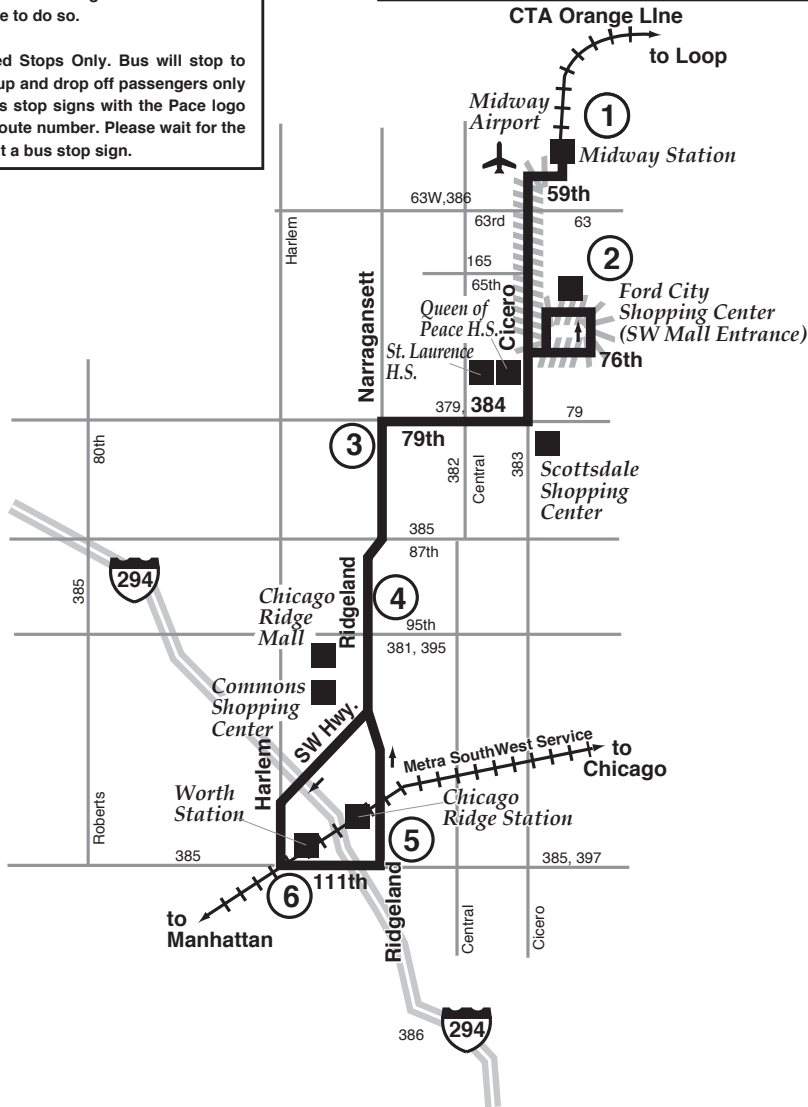 e to do so.
ed Stops Only. Bus will stop to
up and drop off passengers only
s stop signs with the Pace logo
oute number. Please wait for the
t a bus stop sign.
CTA Orange LIne
to Loop
Midway
Airport
1
Midway Station
59th
63W,386
63rd
63
Harlem
165
65th
2
Ford City
Shopping Center
(SW Mall Entrance)
76th
Narragansett
Cicero
Queen of
Peace H.S.
St. Laurence
H.S.
379, 384
79
3
79th
80th
382
Central
383
Scottsdale
Shopping
Center
385
87th
294
385
Ridgeland
4
Chicago
Ridge
Mall
95th
381, 395
Commons
Shopping
Center
SW Hwy.
Harlem
Metra SouthWest Service
to
Chicago
Worth
Station
Chicago
Ridge Station
Roberts
5
385
385, 397
111th
6
Ridgeland
to
Manhattan
Central
Cicero
386
294